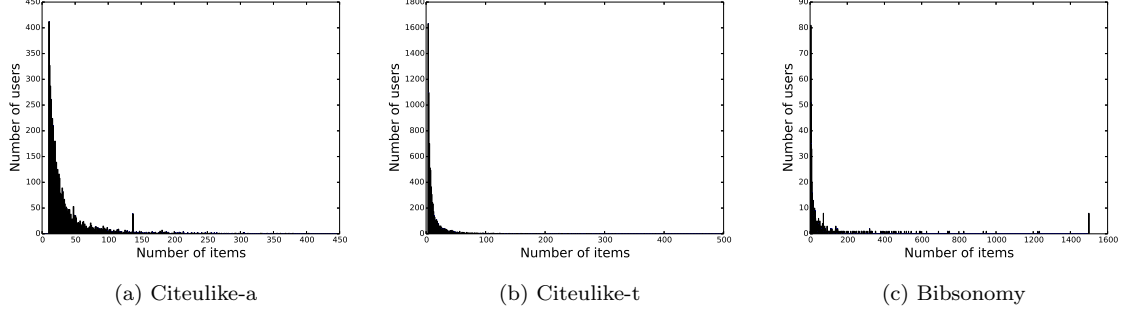 450
400
350
300
250
200
150
100
50
0
Number of users
0 50 100 150 200 250 300 350 400 450
Number of items
(a) Citeulike-a
1800
1600
1400
1200
1000
800
600
400
200
0
Number of users
0 100 200 300 400 500
Number of items
(b) Citeulike-t
90
80
70
60
50
40
30
20
10
0
Number of users
0 200 400 600 800 1000 1200 1400 1600
Number of items
(c) Bibsonomy